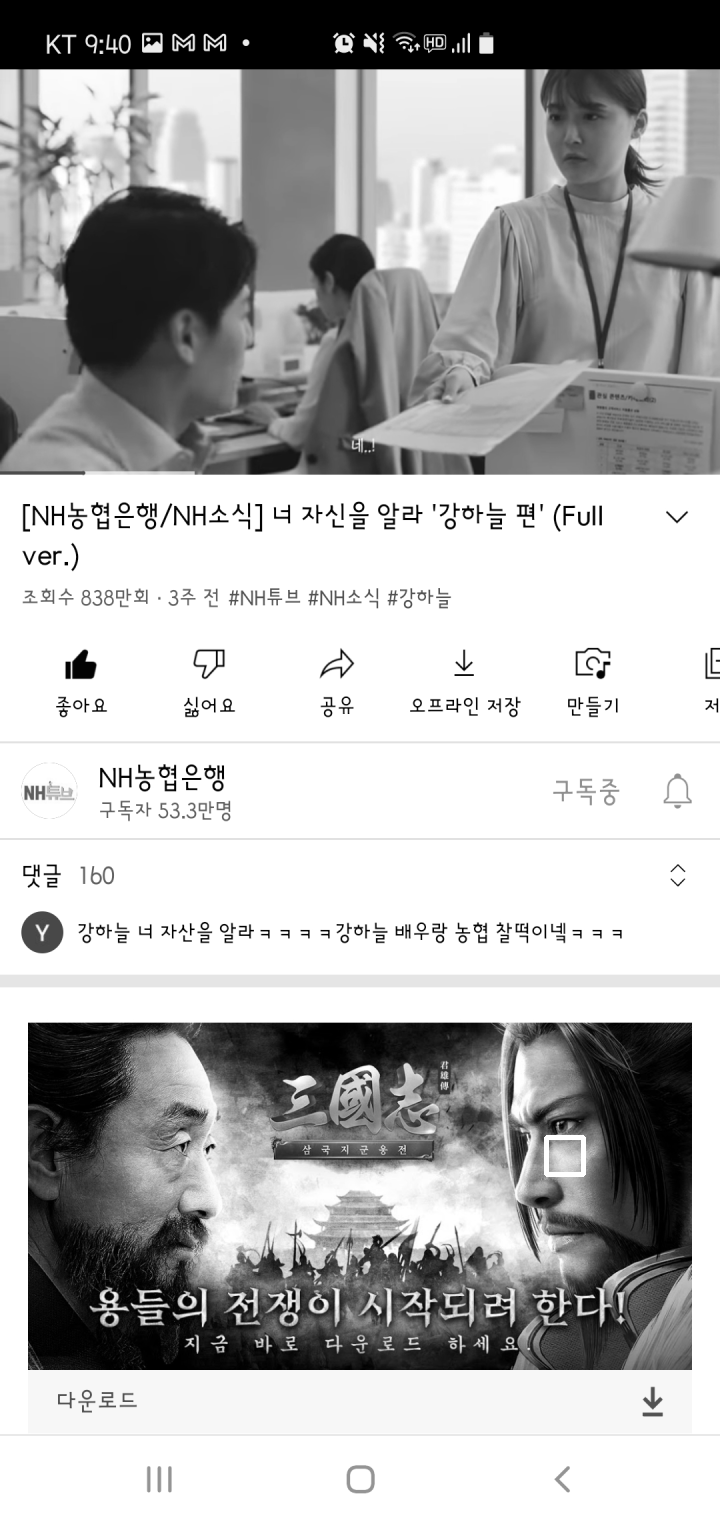 KT 9:40
HD
네..!
[NH농협은행/NH소식] 너 자신을 알라 '강하늘 편' (Full
ver.)
조회수 838만회 · 3주 전 #NH튜브 #NH소식 #강하늘
좋아요 싫어요 공유 오프라인 저장 만들기 저
NH튜브
NH농협은행
구독자 53.3만명
구독중
댓글 160
Y
강하늘 너 자산을 알라ㅋㅋㅋㅋ강하늘 배우랑 농협 찰떡이넼ㅋㅋㅋ
三國志
君雄傳
삼국지군웅전
용들의 전쟁이 시작되려 한다!
지금 바로 다운로드 하세요.
다운로드